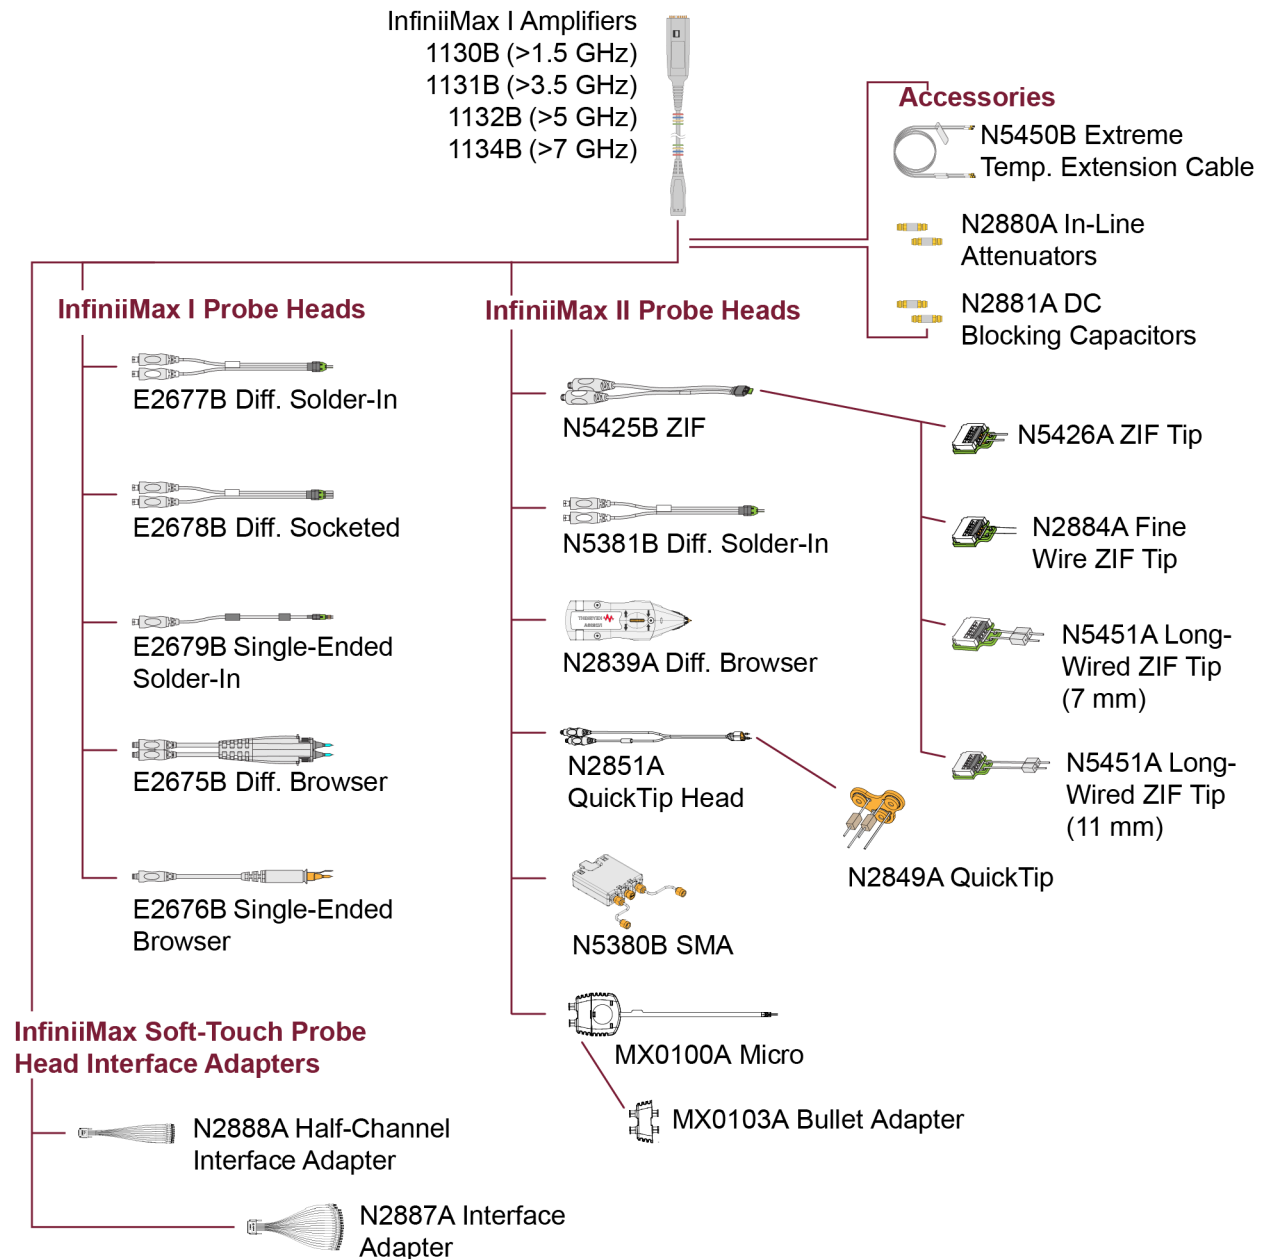 InfiniiMax I Amplifiers
1130B (>1.5 GHz)
1131B (>3.5 GHz)
1132B (>5 GHz)
1134B (>7 GHz)
Accessories
N5450B Extreme
Temp. Extension Cable
N2880A In-Line
Attenuators
N2881A DC
Blocking Capacitors
InfiniiMax I Probe Heads
E2677B Diff. Solder-In
E2678B Diff. Socketed
E2679B Single-Ended
Solder-In
E2675B Diff. Browser
E2676B Single-Ended
Browser
InfiniiMax II Probe Heads
N5425B ZIF
N5381B Diff. Solder-In
N2839A Diff. Browser
N2851A
QuickTip Head
N5380B SMA
MX0100A Micro
MX0103A Bullet Adapter
N5426A ZIF Tip
N2884A Fine
Wire ZIF Tip
N5451A Long-
Wired ZIF Tip
(7 mm)
N5451A Long-
Wired ZIF Tip
(11 mm)
N2849A QuickTip
InfiniiMax Soft-Touch Probe
Head Interface Adapters
N2888A Half-Channel
Interface Adapter
N2887A Interface
Adapter